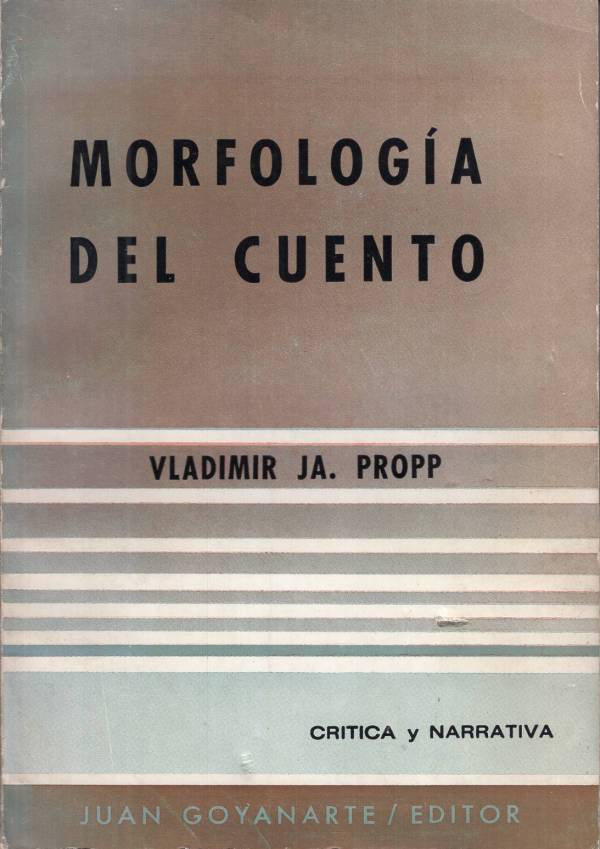 MORFOLOGÍA
DEL CUENTO
VLADIMIR JA. PROPP
CRITICA y NARRATIVA
JUAN GOYANARTE / EDITOR